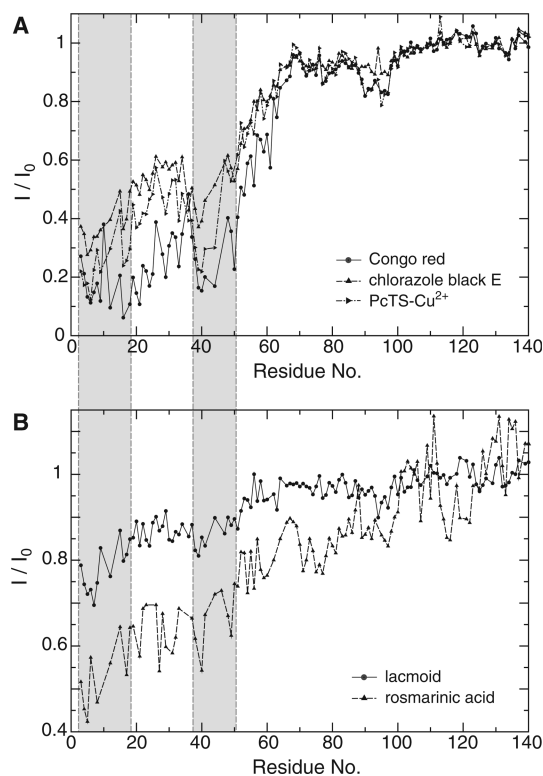 A
I / I0
1
0.8
0.6
0.4
0.2
0
Congo red
chlorazole black E
PcTS-Cu2+
0 20 40 60 80 100 120 140
Residue No.
B
I / I0
1
0.8
0.6
0.4
lacmoid
rosmarinic acid
0 20 40 60 80 100 120 140
Residue No.